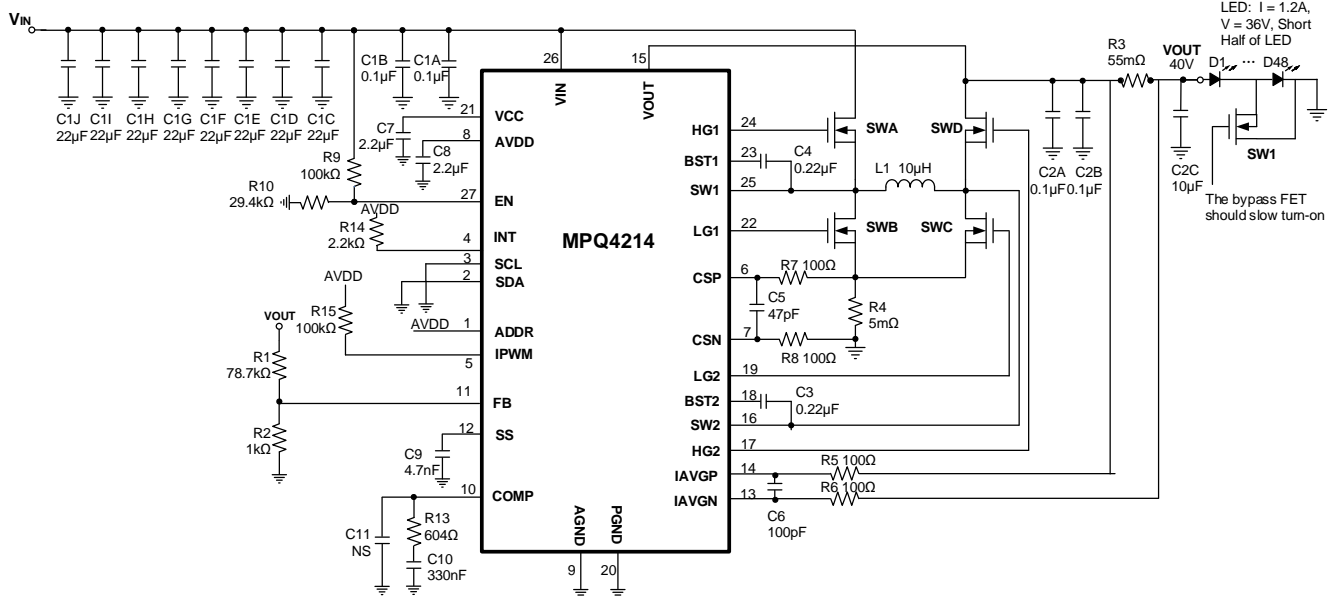 LED: I = 1.2A,
V = 36V, Short
Half of LED
VIN
VOUT
40V
D1 ··· D48
R3
55mΩ
26
15
C1B
0.1µF
C1A
0.1µF
VIN
VOUT
C1J
22µF
C1I
22µF
C1H
22µF
C1G
22µF
C1F
22µF
C1E
22µF
C1D
22µF
C1C
22µF
21
VCC
C7
2.2µF
8
AVDD
C8
2.2µF
R9
100kΩ
R10
29.4kΩ
27
EN
AVDD
R14
2.2kΩ
4
INT
3
SCL
2
SDA
AVDD
R15
100kΩ
AVDD
1
ADDR
IPWM
5
VOUT
R1
78.7kΩ
11
FB
R2
1kΩ
12
SS
C9
4.7nF
10
COMP
C11
NS
R13
604Ω
C10
330nF
MPQ4214
AGND
PGND
9
20
HG1
24
SWA
SWD
BST1
23
C4
0.22µF
SW1
25
L1 10µH
LG1
22
SWB
SWC
CSP
6
R7 100Ω
C5
47pF
R4
5mΩ
CSN
7
R8 100Ω
LG2
19
BST2
18
C3
0.22µF
SW2
16
HG2
17
IAVGP
14
R5 100Ω
IAVGN
13
R6 100Ω
C6
100pF
C2A
0.1µF
C2B
0.1µF
C2C
10µF
SW1
The bypass FET
should slow turn-on